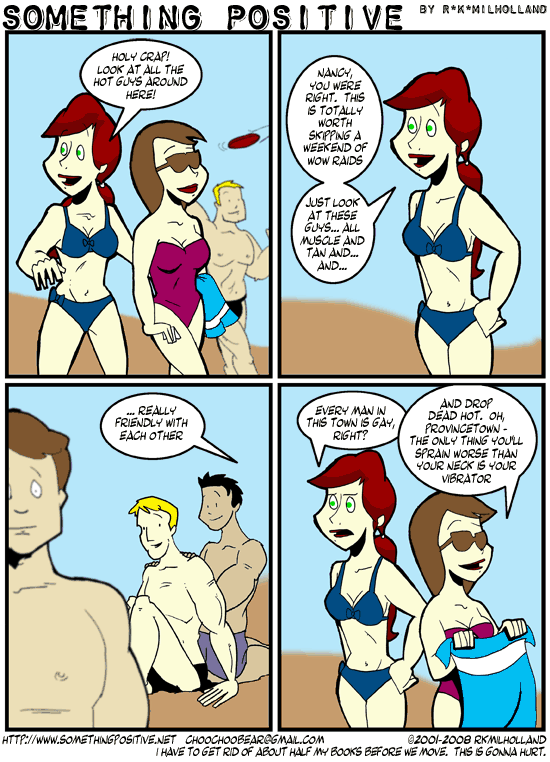 SOMETHING POSITIVE BY R*K*MILHOLLAND
HOLY CRAP!
LOOK AT ALL THE
HOT GUYS AROUND
HERE!
NANCY,
YOU WERE
RIGHT. THIS
IS TOTALLY
WORTH
SKIPPING A
WEEKEND OF
WOW RAIDS
JUST LOOK
AT THESE
GUYS... ALL
MUSCLE AND
TAN AND...
AND...
... REALLY
FRIENDLY WITH
EACH OTHER
EVERY MAN IN
THIS TOWN IS GAY,
RIGHT?
AND DROP
DEAD HOT. OH,
PROVINCETOWN -
THE ONLY THING YOU'LL
SPRAIN WORSE THAN
YOUR NECK IS YOUR
VIBRATOR
HTTP://WWW.SOMETHINGPOSITIVE.NET CHOOCHOOBEAR@GMAIL.COM ©2001-2008 RKMILHOLLAND
I HAVE TO GET RID OF ABOUT HALF MY BOOKS BEFORE WE MOVE. THIS IS GONNA HURT.